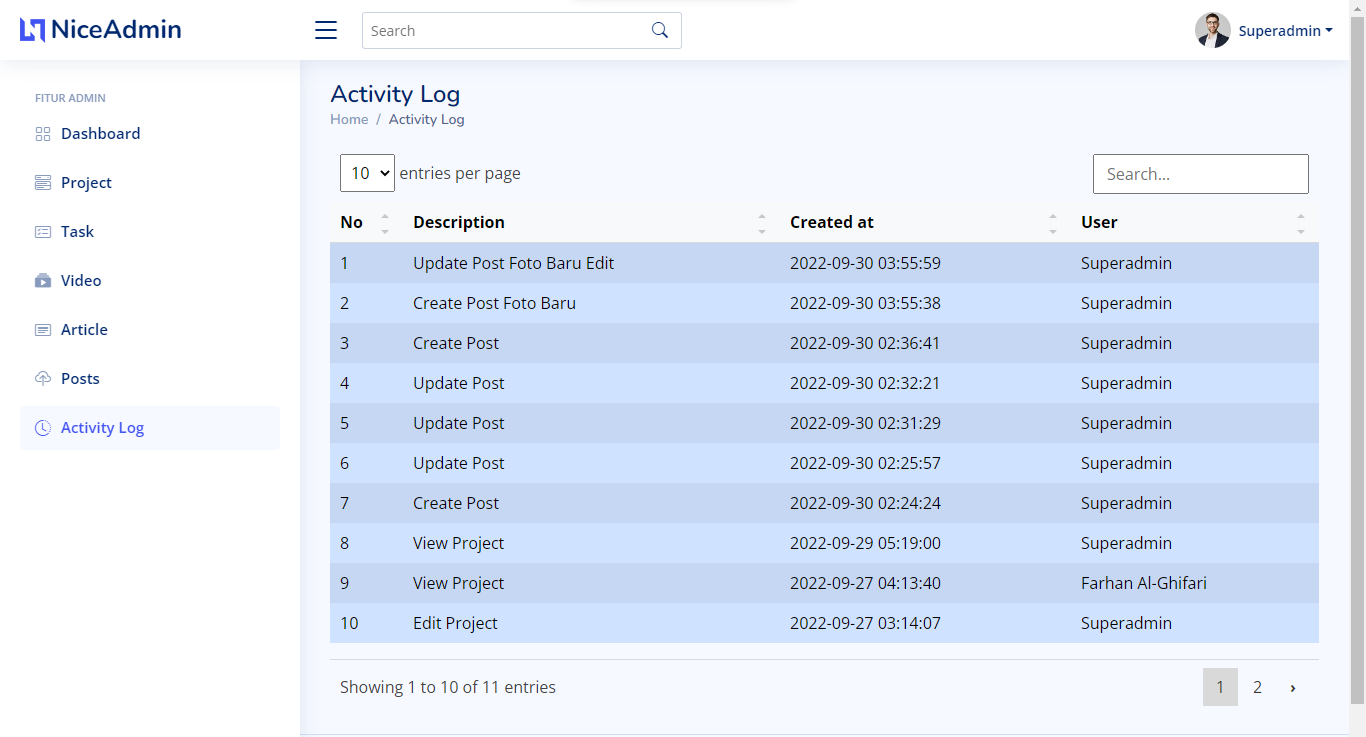 NiceAdmin
Search
Superadmin
FITUR ADMIN
Dashboard
Project
Task
Video
Article
Posts
Activity Log
Activity Log
Home / Activity Log
10 entries per page
Search...
No Description Created at User
1 Update Post Foto Baru Edit 2022-09-30 03:55:59 Superadmin
2 Create Post Foto Baru 2022-09-30 03:55:38 Superadmin
3 Create Post 2022-09-30 02:36:41 Superadmin
4 Update Post 2022-09-30 02:32:21 Superadmin
5 Update Post 2022-09-30 02:31:29 Superadmin
6 Update Post 2022-09-30 02:25:57 Superadmin
7 Create Post 2022-09-30 02:24:24 Superadmin
8 View Project 2022-09-29 05:19:00 Superadmin
9 View Project 2022-09-27 04:13:40 Farhan Al-Ghifari
10 Edit Project 2022-09-27 03:14:07 Superadmin
Showing 1 to 10 of 11 entries
1 2 ›